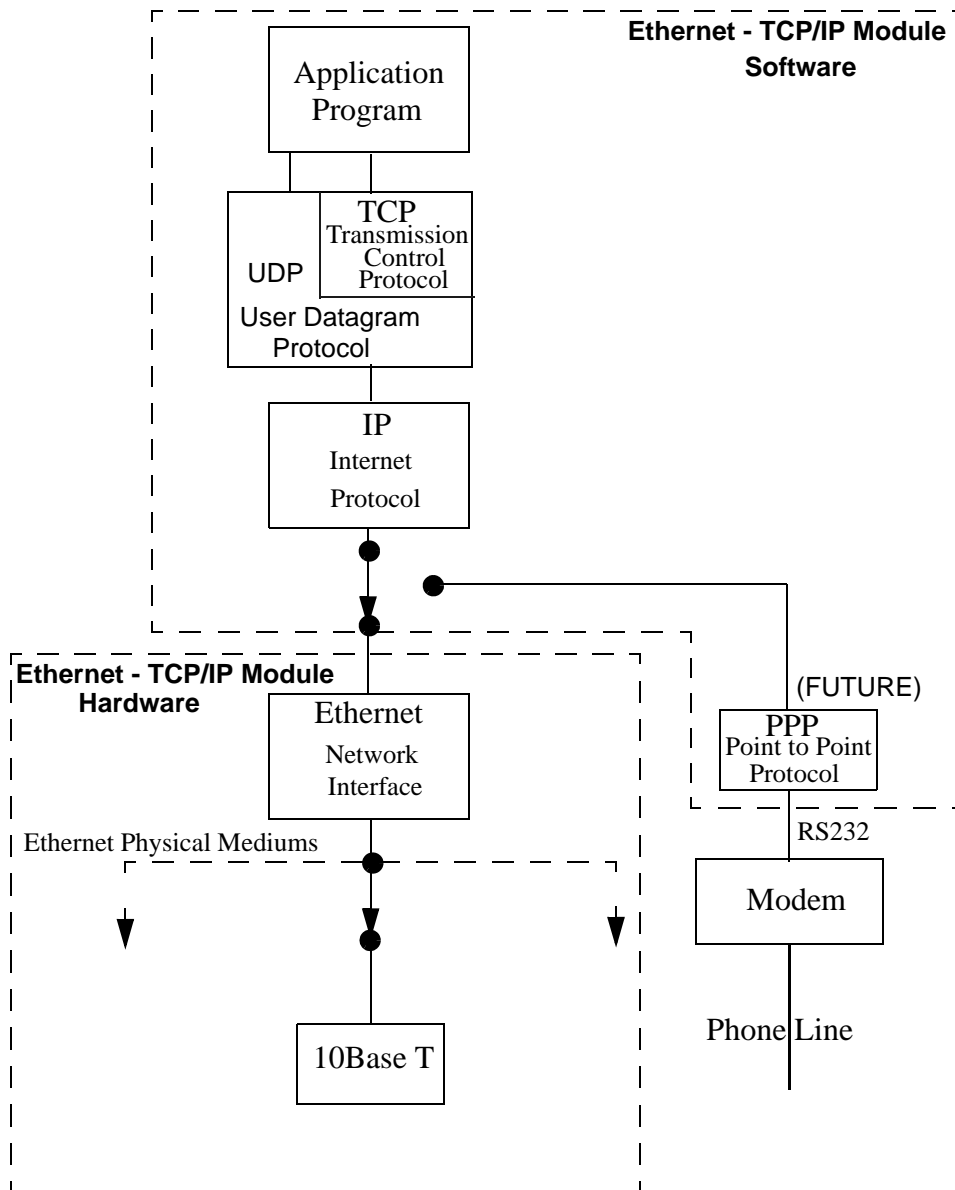 Ethernet - TCP/IP Module
Software
Application
Program
TCP
Transmission
Control
Protocol
UDP
User Datagram
Protocol
IP
Internet
Protocol
Ethernet - TCP/IP Module
Hardware
(FUTURE)
PPP
Point to Point
Protocol
Ethernet
Network
Interface
RS232
Ethernet Physical Mediums
Modem
Phone Line
10Base T